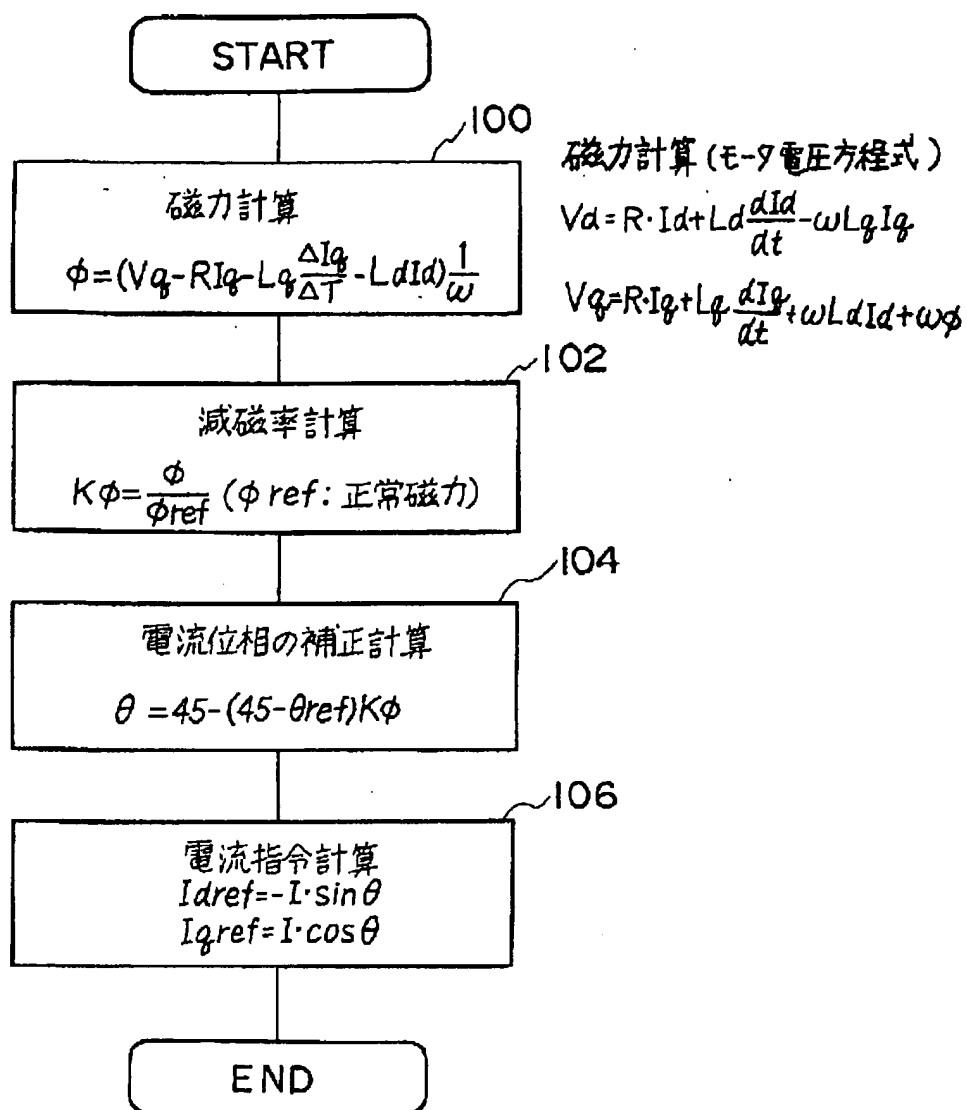 START
100
磁力計算
φ=(Vq-RIq-Lq ΔIq/ΔT -LdId) 1/ω
磁力計算(モータ電圧方程式)
Vd=R·Id+Ld dId/dt -ωLqIq
Vq=R·Iq+Lq dIq/dt +ωLdId+ωφ
102
減磁率計算
Kφ= φ/φref (φref: 正常磁力)
104
電流位相の補正計算
θ=45-(45-θref)Kφ
106
電流指令計算
Idref=-I·sinθ
Iqref=I·cosθ
END